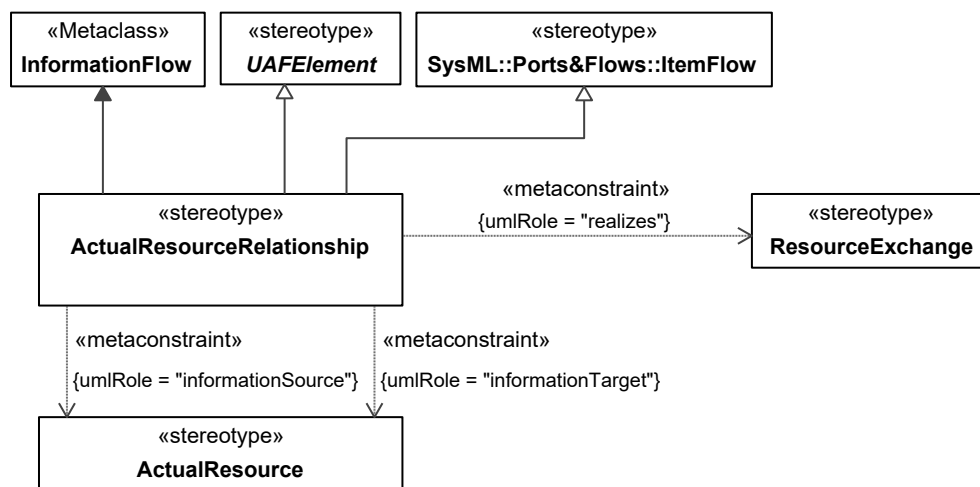 «Metaclass»
InformationFlow
«stereotype»
UAFElement
«stereotype»
SysML::Ports&Flows::ItemFlow
«stereotype»
ActualResourceRelationship
«metaconstraint»
{umlRole = "realizes"}
«stereotype»
ResourceExchange
«metaconstraint»
{umlRole = "informationSource"}
«metaconstraint»
{umlRole = "informationTarget"}
«stereotype»
ActualResource